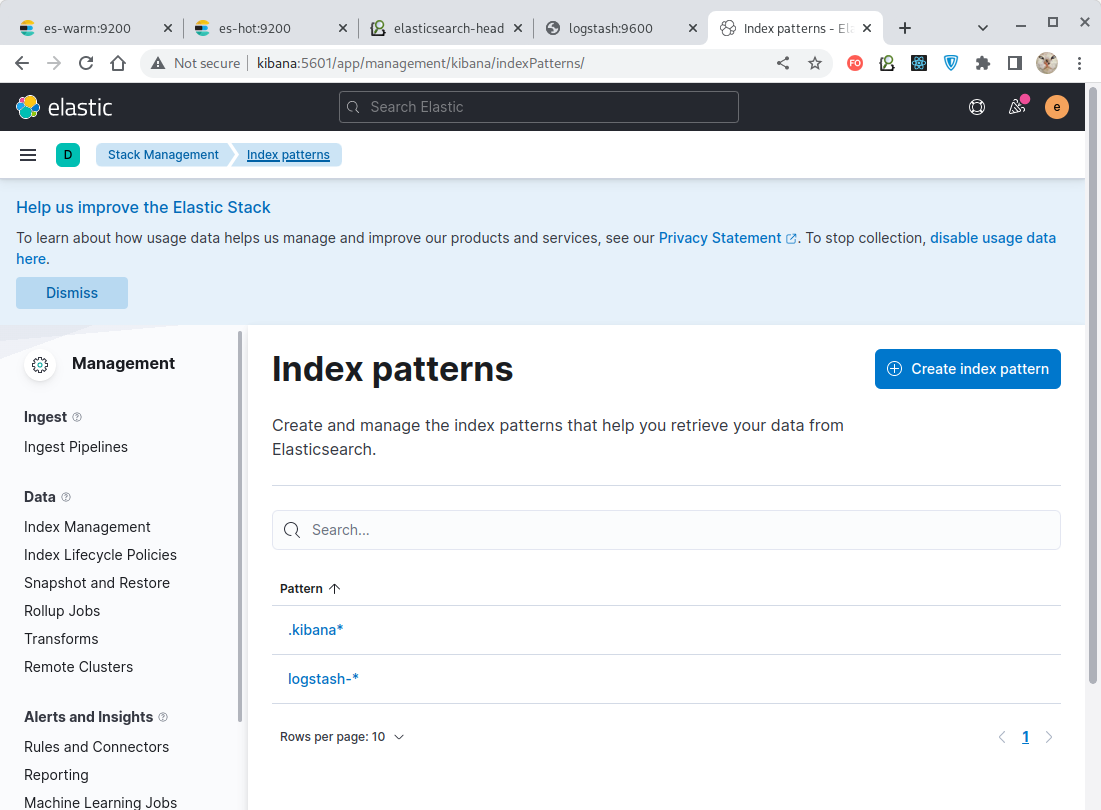 es-warm:9200
es-hot:9200
elasticsearch-head
logstash:9600
Index patterns - Ela
Not secure
kibana:5601/app/management/kibana/indexPatterns/
FO
elastic
Search Elastic
e
D
Stack Management
Index patterns
Help us improve the Elastic Stack
To learn about how usage data helps us manage and improve our products and services, see our Privacy Statement. To stop collection, disable usage data
here.
Dismiss
Management
Ingest
Ingest Pipelines
Data
Index Management
Index Lifecycle Policies
Snapshot and Restore
Rollup Jobs
Transforms
Remote Clusters
Alerts and Insights
Rules and Connectors
Reporting
Machine Learning Jobs
Index patterns
Create index pattern
Create and manage the index patterns that help you retrieve your data from
Elasticsearch.
Search...
Pattern
.kibana*
logstash-*
Rows per page: 10
1